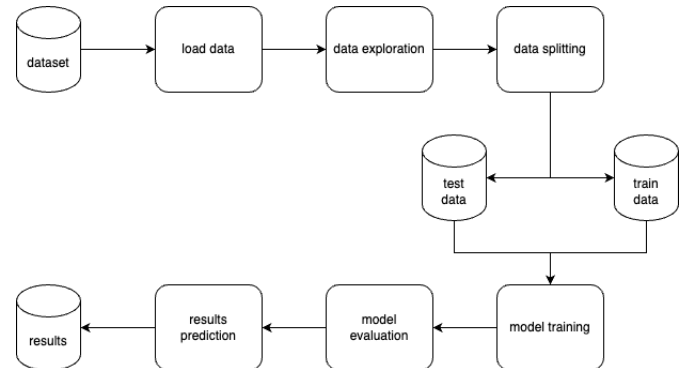 dataset
load data
data exploration
data splitting
test
data
train
data
results
results
prediction
model
evaluation
model training